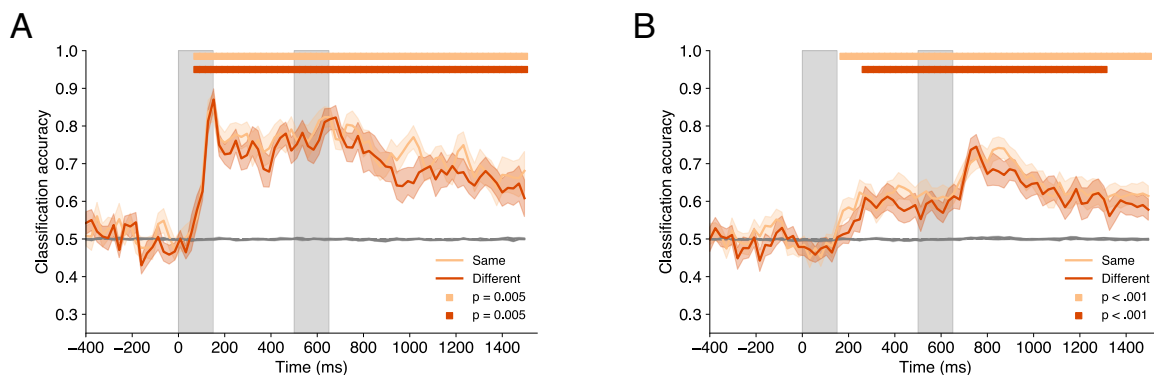 A
Classification accuracy
1.0
0.9
0.8
0.7
0.6
0.5
0.4
0.3
Same
Different
p = 0.005
p = 0.005
−400 −200 0 200 400 600 800 1000 1200 1400
Time (ms)
B
Classification accuracy
1.0
0.9
0.8
0.7
0.6
0.5
0.4
0.3
Same
Different
p < .001
p < .001
−400 −200 0 200 400 600 800 1000 1200 1400
Time (ms)